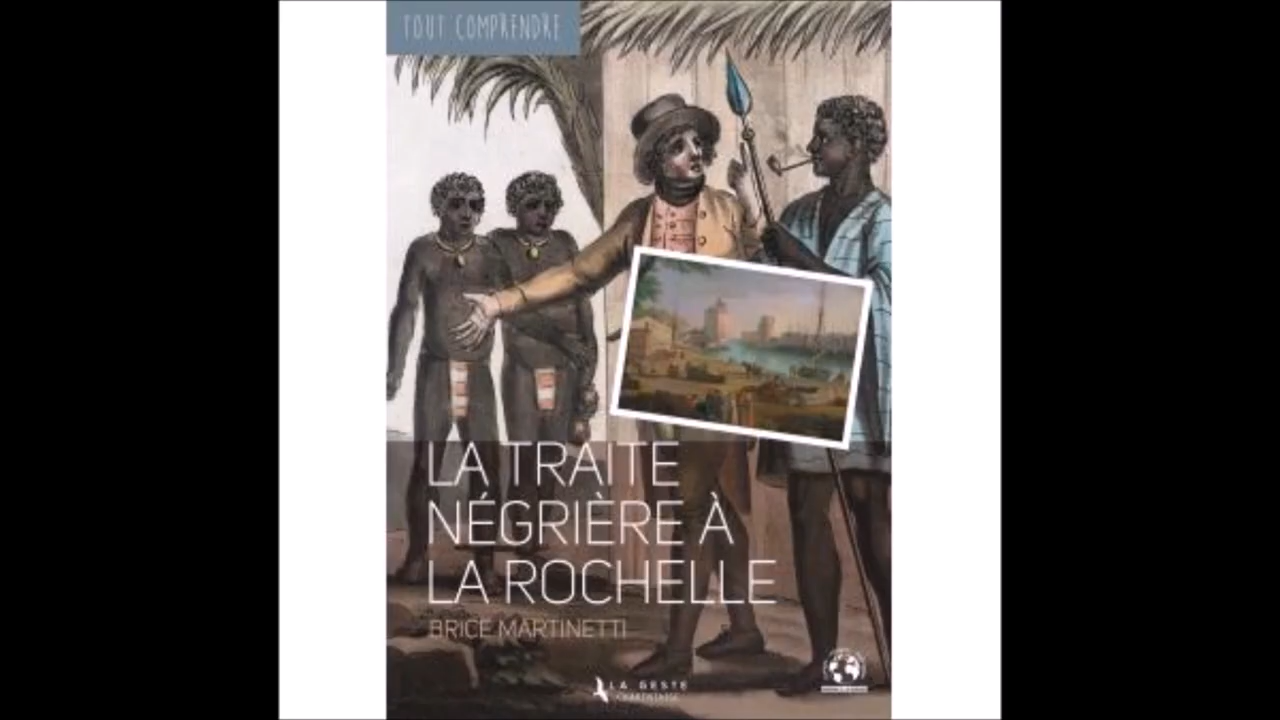 TOUT COMPRENDRE
LA TRAITE
NÉGRIÈRE À
LA ROCHELLE
BRICE MARTINETTI
LA GESTE